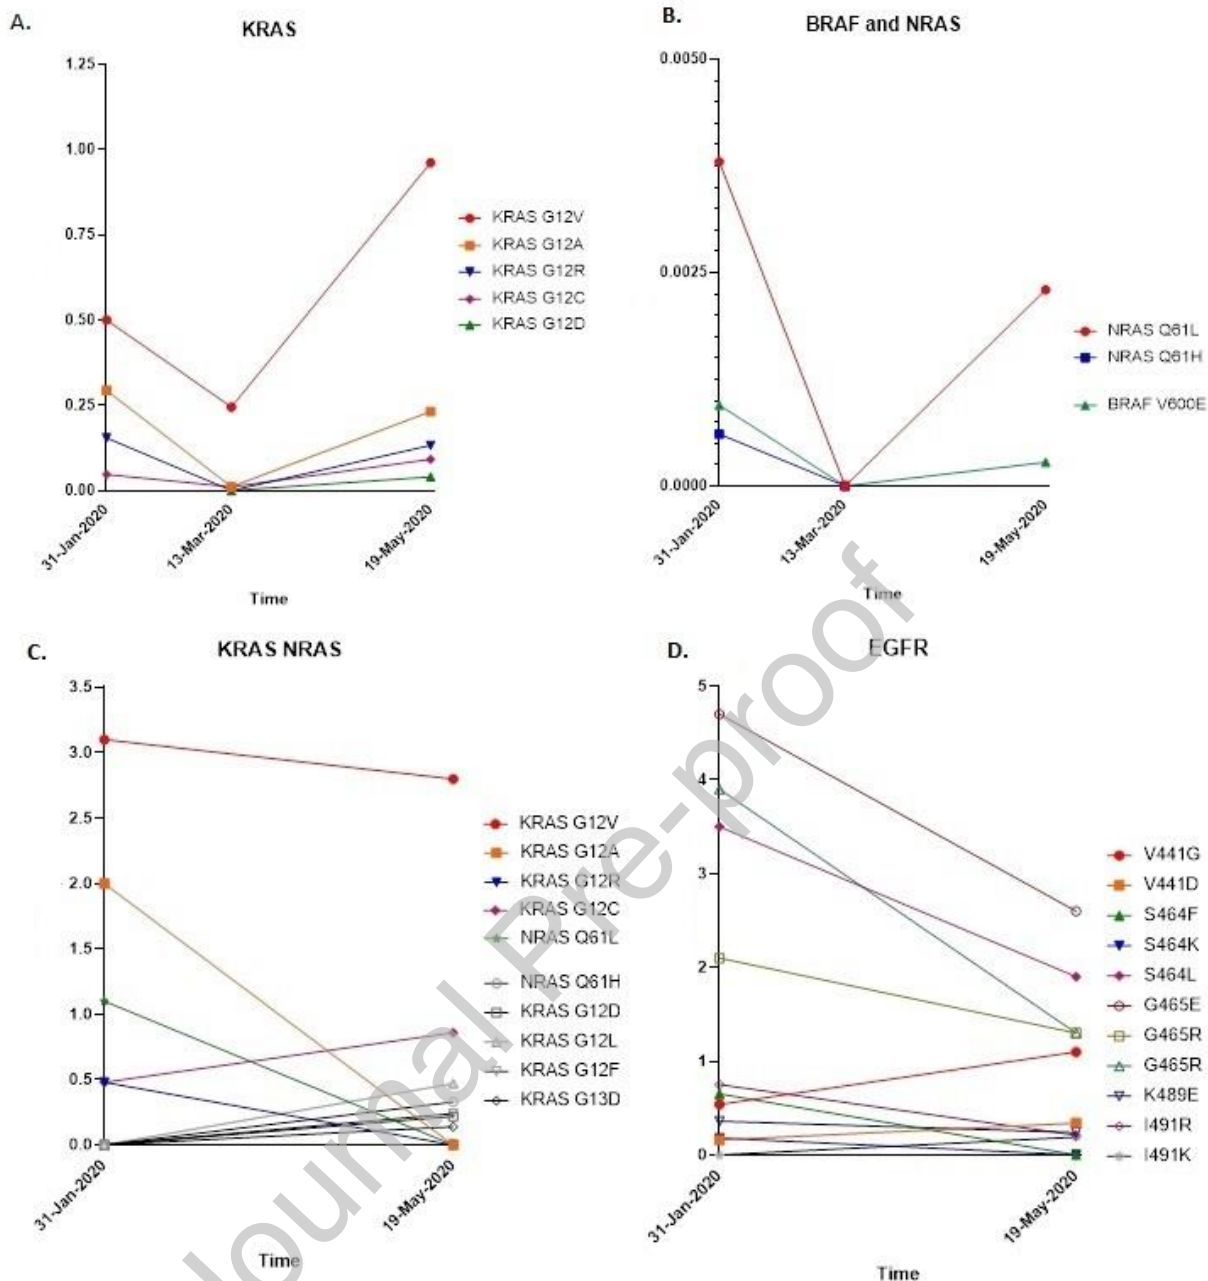 A.
KRAS
1.25
1.00
0.75
0.50
0.25
0.00
31-Jan-2020
13-Mar-2020
19-May-2020
Time
KRAS G12V
KRAS G12A
KRAS G12R
KRAS G12C
KRAS G12D
B.
BRAF and NRAS
0.0050
0.0025
0.0000
31-Jan-2020
13-Mar-2020
19-May-2020
Time
NRAS Q61L
NRAS Q61H
BRAF V600E
C.
KRAS NRAS
3.5
3.0
2.5
2.0
1.5
1.0
0.5
0.0
31-Jan-2020
19-May-2020
Time
KRAS G12V
KRAS G12A
KRAS G12R
KRAS G12C
NRAS Q61L
NRAS Q61H
KRAS G12D
KRAS G12L
KRAS G12F
KRAS G13D
D.
EGFR
5
4
3
2
1
0
31-Jan-2020
19-May-2020
Time
V441G
V441D
S464F
S464K
S464L
G465E
G465R
G465R
K489E
I491R
I491K
Journal Pre-proof